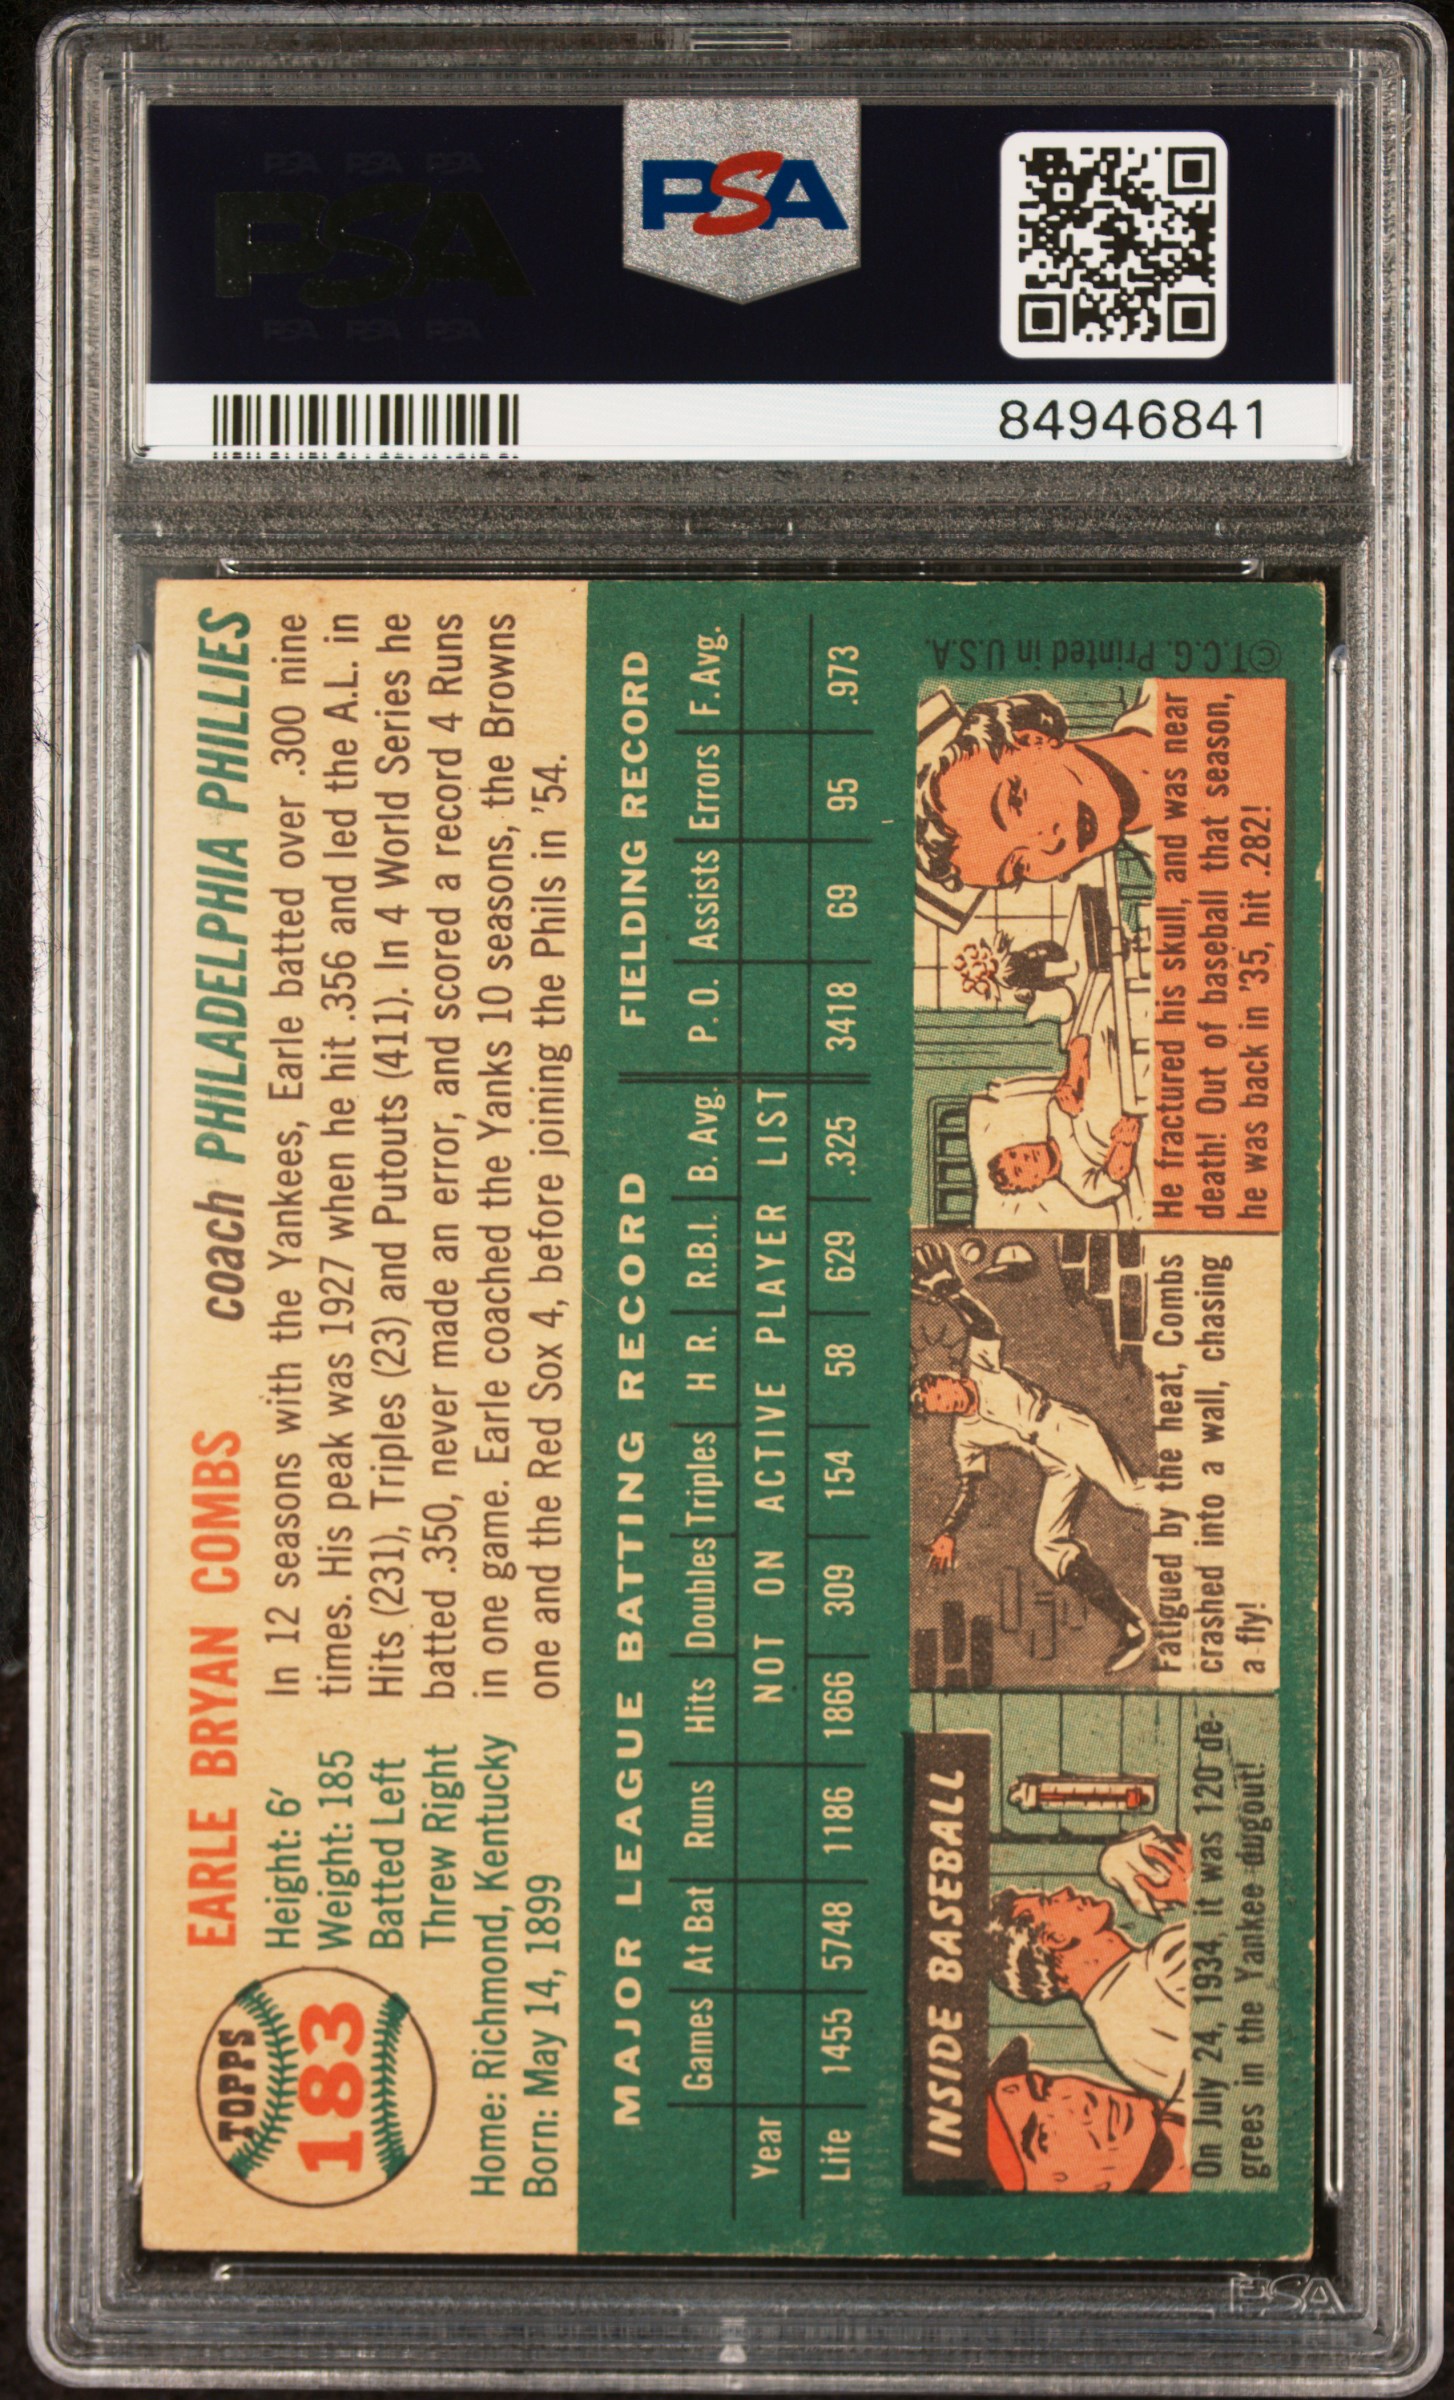 PSA PSA PSA
PSA
PSA PSA PSA
PSA
84946841
TOPPS
183
EARLE BRYAN COMBS
coach PHILADELPHIA PHILLIES
Height: 6'
Weight: 185
Batted Left
Threw Right
Home: Richmond, Kentucky
Born: May 14, 1899
In 12 seasons with the Yankees, Earle batted over .300 nine
times. His peak was 1927 when he hit .356 and led the A.L. in
Hits (231), Triples (23) and Putouts (411). In 4 World Series he
batted .350, never made an error, and scored a record 4 Runs
in one game. Earle coached the Yanks 10 seasons, the Browns
one and the Red Sox 4, before joining the Phils in '54.
MAJOR LEAGUE BATTING RECORD FIELDING RECORD
Games At Bat Runs Hits Doubles Triples H R. R.B.I. B. Avg. P.O. Assists Errors F. Avg.
Year NOT ON ACTIVE PLAYER LIST
Life 1455 5748 1186 1866 309 154 58 629 .325 3418 69 95 .973
INSIDE BASEBALL
On July 24, 1934, it was 120 de-
grees in the Yankee dugout!
Fatigued by the heat, Combs
crashed into a wall, chasing
a fly!
He fractured his skull, and was near
death! Out of baseball that season,
he was back in '35, hit .282!
©T.C.G. Printed in U.S.A.
PSA